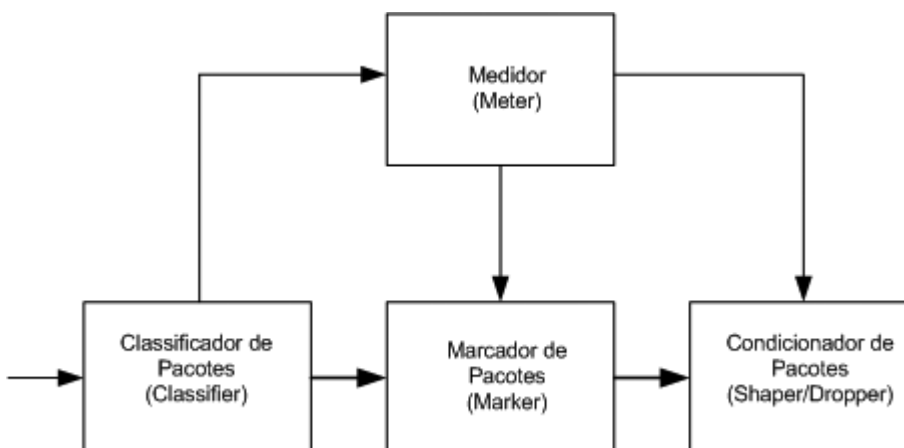 Medidor
(Meter)
Classificador de
Pacotes
(Classifier)
Marcador de
Pacotes
(Marker)
Condicionador de
Pacotes
(Shaper/Dropper)